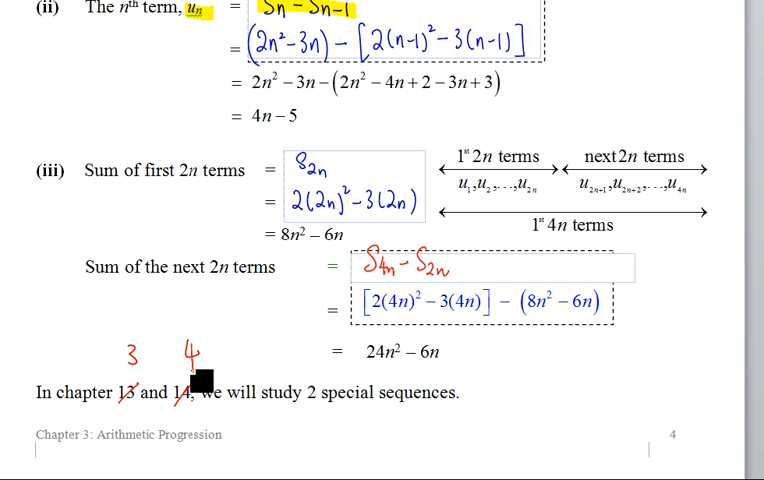 (ii) The nth term, un = Sn − Sn−1
= (2n² − 3n) − [2(n−1)² − 3(n−1)]
= 2n² − 3n − (2n² − 4n + 2 − 3n + 3)
= 4n − 5
(iii) Sum of first 2n terms = S2n
= 2(2n)² − 3(2n)
= 8n² − 6n
1st 2n terms next 2n terms
u1, u2, ..., u2n u2n+1, u2n+2, ..., u4n
1st 4n terms
Sum of the next 2n terms = S4n − S2n
= [2(4n)² − 3(4n)] − (8n² − 6n)
= 24n² − 6n
3 4
In chapter 13 and 14, we will study 2 special sequences.
Chapter 3: Arithmetic Progression 4